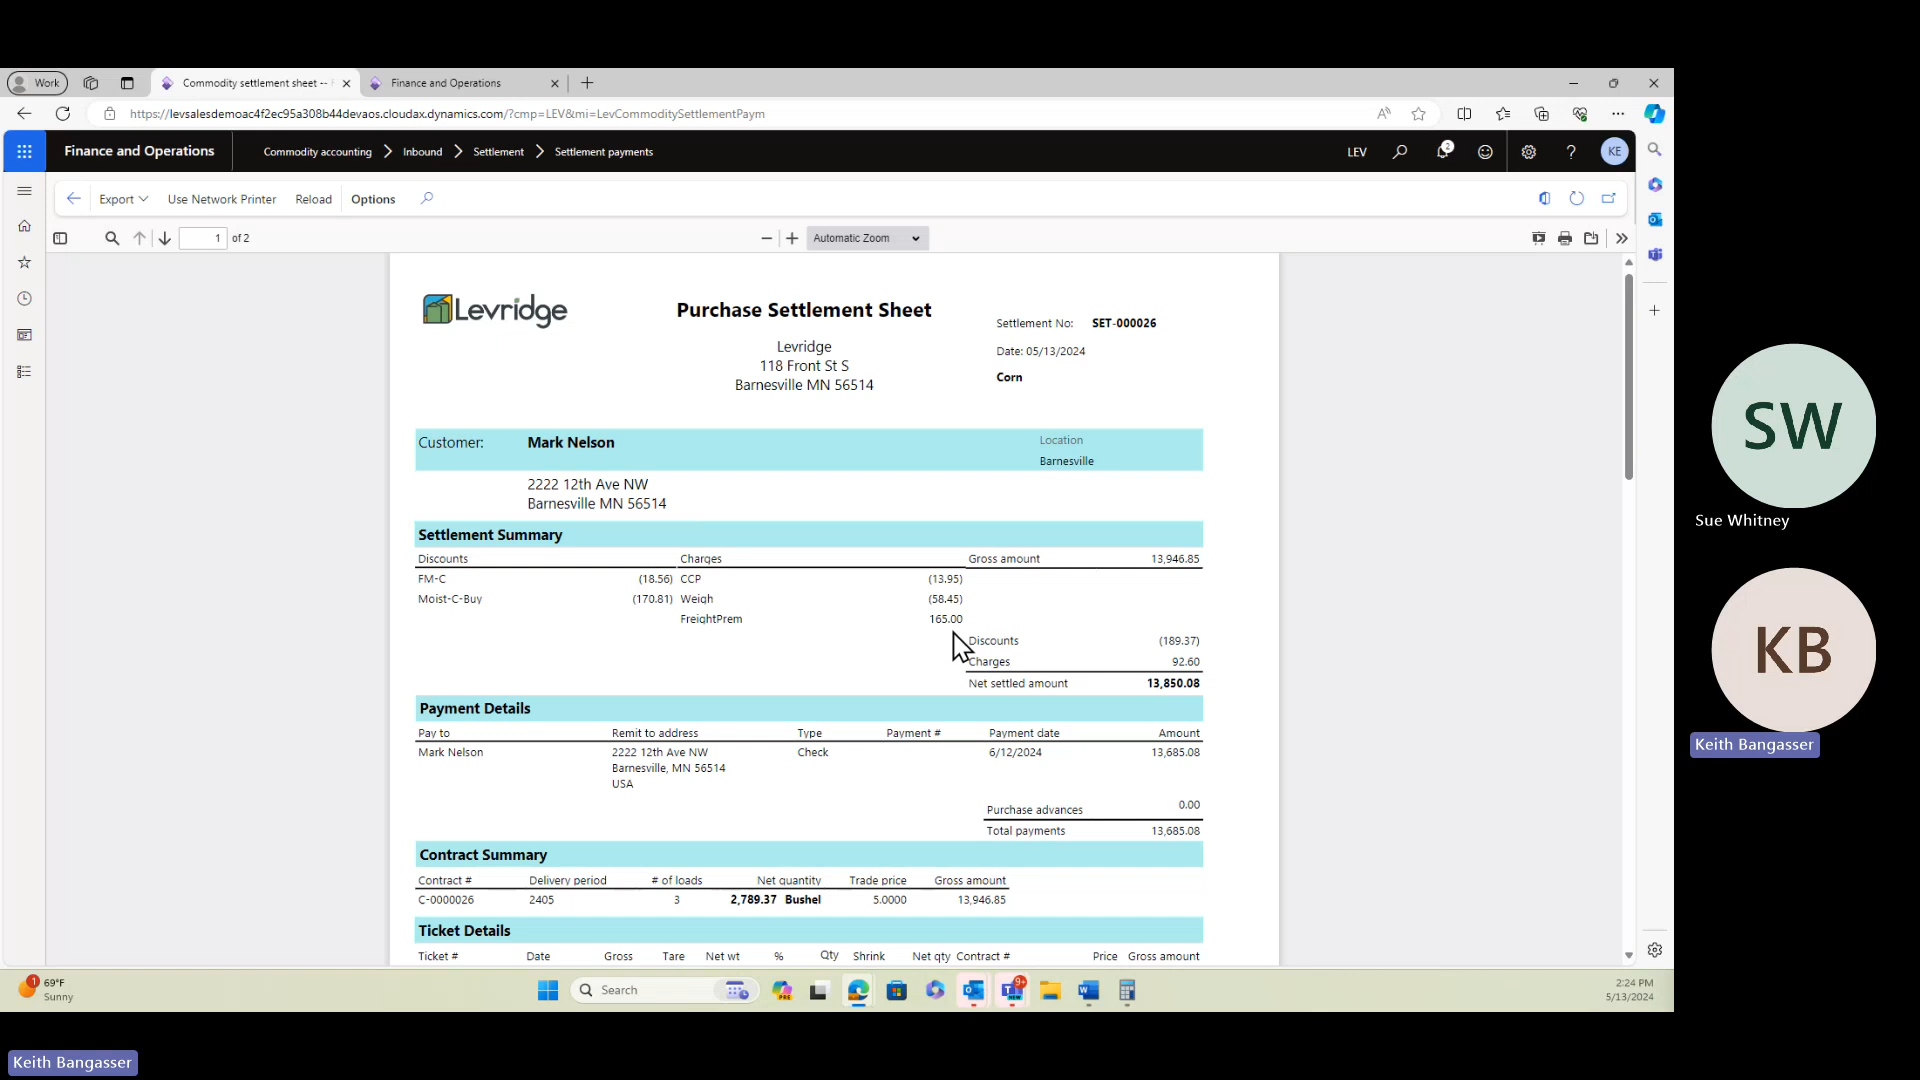 Work
Commodity settlement sheet -- F
Finance and Operations
https://levsalesdemoac4f2ec95a308b44devaos.cloudax.dynamics.com/?cmp=LEV&mi=LevCommoditySettlementPaym
Finance and Operations
Commodity accounting
Inbound
Settlement
Settlement payments
LEV
2
KE
Export
Use Network Printer
Reload
Options
1
of 2
Automatic Zoom
Levridge
Purchase Settlement Sheet
Levridge
118 Front St S
Barnesville MN 56514
Settlement No: SET-000026
Date: 05/13/2024
Corn
Customer: Mark Nelson
Location
Barnesville
2222 12th Ave NW
Barnesville MN 56514
Settlement Summary
Discounts Charges Gross amount 13,946.85
FM-C (18.56) CCP (13.95)
Moist-C-Buy (170.81) Weigh (58.45)
FreightPrem 165.00
Discounts (189.37)
Charges 92.60
Net settled amount 13,850.08
Payment Details
Pay to Remit to address Type Payment # Payment date Amount
Mark Nelson 2222 12th Ave NW Check 6/12/2024 13,685.08
Barnesville, MN 56514
USA
Purchase advances 0.00
Total payments 13,685.08
Contract Summary
Contract # Delivery period # of loads Net quantity Trade price Gross amount
C-0000026 2405 3 2,789.37 Bushel 5.0000 13,946.85
Ticket Details
Ticket # Date Gross Tare Net wt % Qty Shrink Net qty Contract # Price Gross amount
SW
Sue Whitney
KB
Keith Bangasser
1
69°F
Sunny
Search
PRE
9+
NEW
2:24 PM
5/13/2024
Keith Bangasser